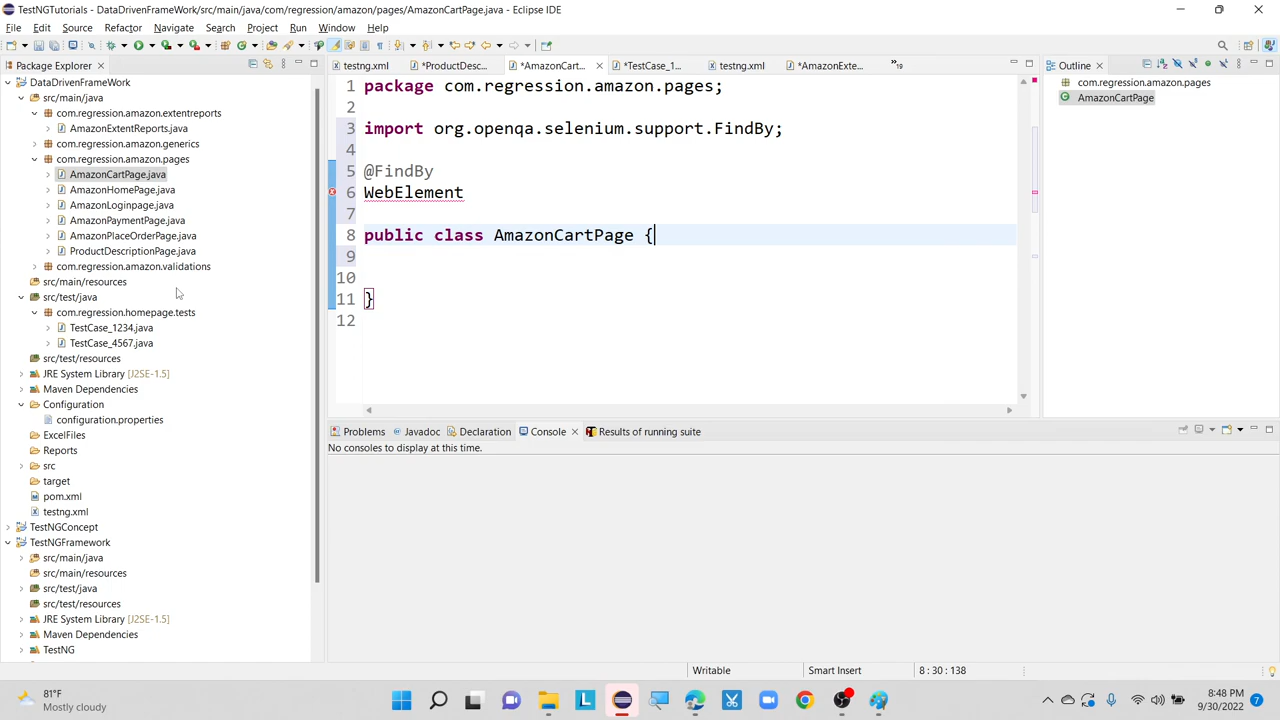 TestNGTutorials - DataDrivenFrameWork/src/main/java/com/regression/amazon/pages/AmazonCartPage.java - Eclipse IDE
File Edit Source Refactor Navigate Search Project Run Window Help
Package Explorer
DataDrivenFrameWork
src/main/java
com.regression.amazon.extentreports
AmazonExtentReports.java
com.regression.amazon.generics
com.regression.amazon.pages
AmazonCartPage.java
AmazonHomePage.java
AmazonLoginpage.java
AmazonPaymentPage.java
AmazonPlaceOrderPage.java
ProductDescriptionPage.java
com.regression.amazon.validations
src/main/resources
src/test/java
com.regression.homepage.tests
TestCase_1234.java
TestCase_4567.java
src/test/resources
JRE System Library [J2SE-1.5]
Maven Dependencies
Configuration
configuration.properties
ExcelFiles
Reports
src
target
pom.xml
testng.xml
TestNGConcept
TestNGFramework
src/main/java
src/main/resources
src/test/java
src/test/resources
JRE System Library [J2SE-1.5]
Maven Dependencies
TestNG
testng.xml *ProductDesc... *AmazonCart... *TestCase_1... testng.xml *AmazonExte... »19
1 package com.regression.amazon.pages;
2
3 import org.openqa.selenium.support.FindBy;
4
5 @FindBy
6 WebElement
7
8 public class AmazonCartPage {
9
10
11 }
12
Outline
com.regression.amazon.pages
AmazonCartPage
Problems Javadoc Declaration Console Results of running suite
No consoles to display at this time.
Writable Smart Insert 8 : 30 : 138
81°F
Mostly cloudy
8:48 PM
9/30/2022
7